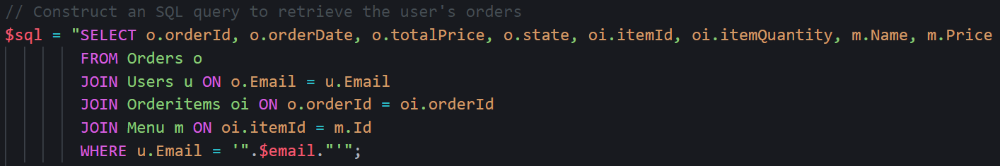 // Construct an SQL query to retrieve the user's orders
$sql = "SELECT o.orderId, o.orderDate, o.totalPrice, o.state, oi.itemId, oi.itemQuantity, m.Name, m.Price
FROM Orders o
JOIN Users u ON o.Email = u.Email
JOIN Orderitems oi ON o.orderId = oi.orderId
JOIN Menu m ON oi.itemId = m.Id
WHERE u.Email = '".$email."'";